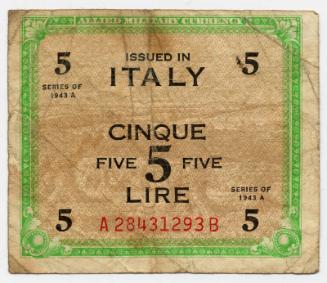 ALLIED MILITARY CURRENCY
5 ISSUED IN 5
ITALY
SERIES OF
1943 A
CINQUE
FIVE 5 FIVE
LIRE
SERIES OF
1943 A
5 A 28431293 B 5